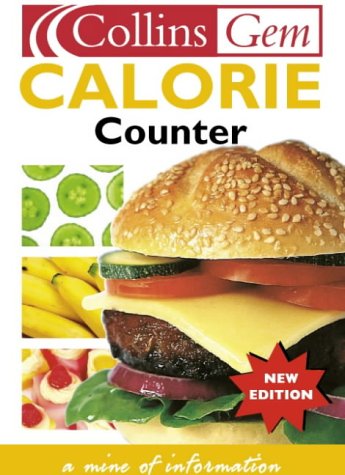 Collins Gem
CALORIE
Counter
NEW
EDITION
a mine of information